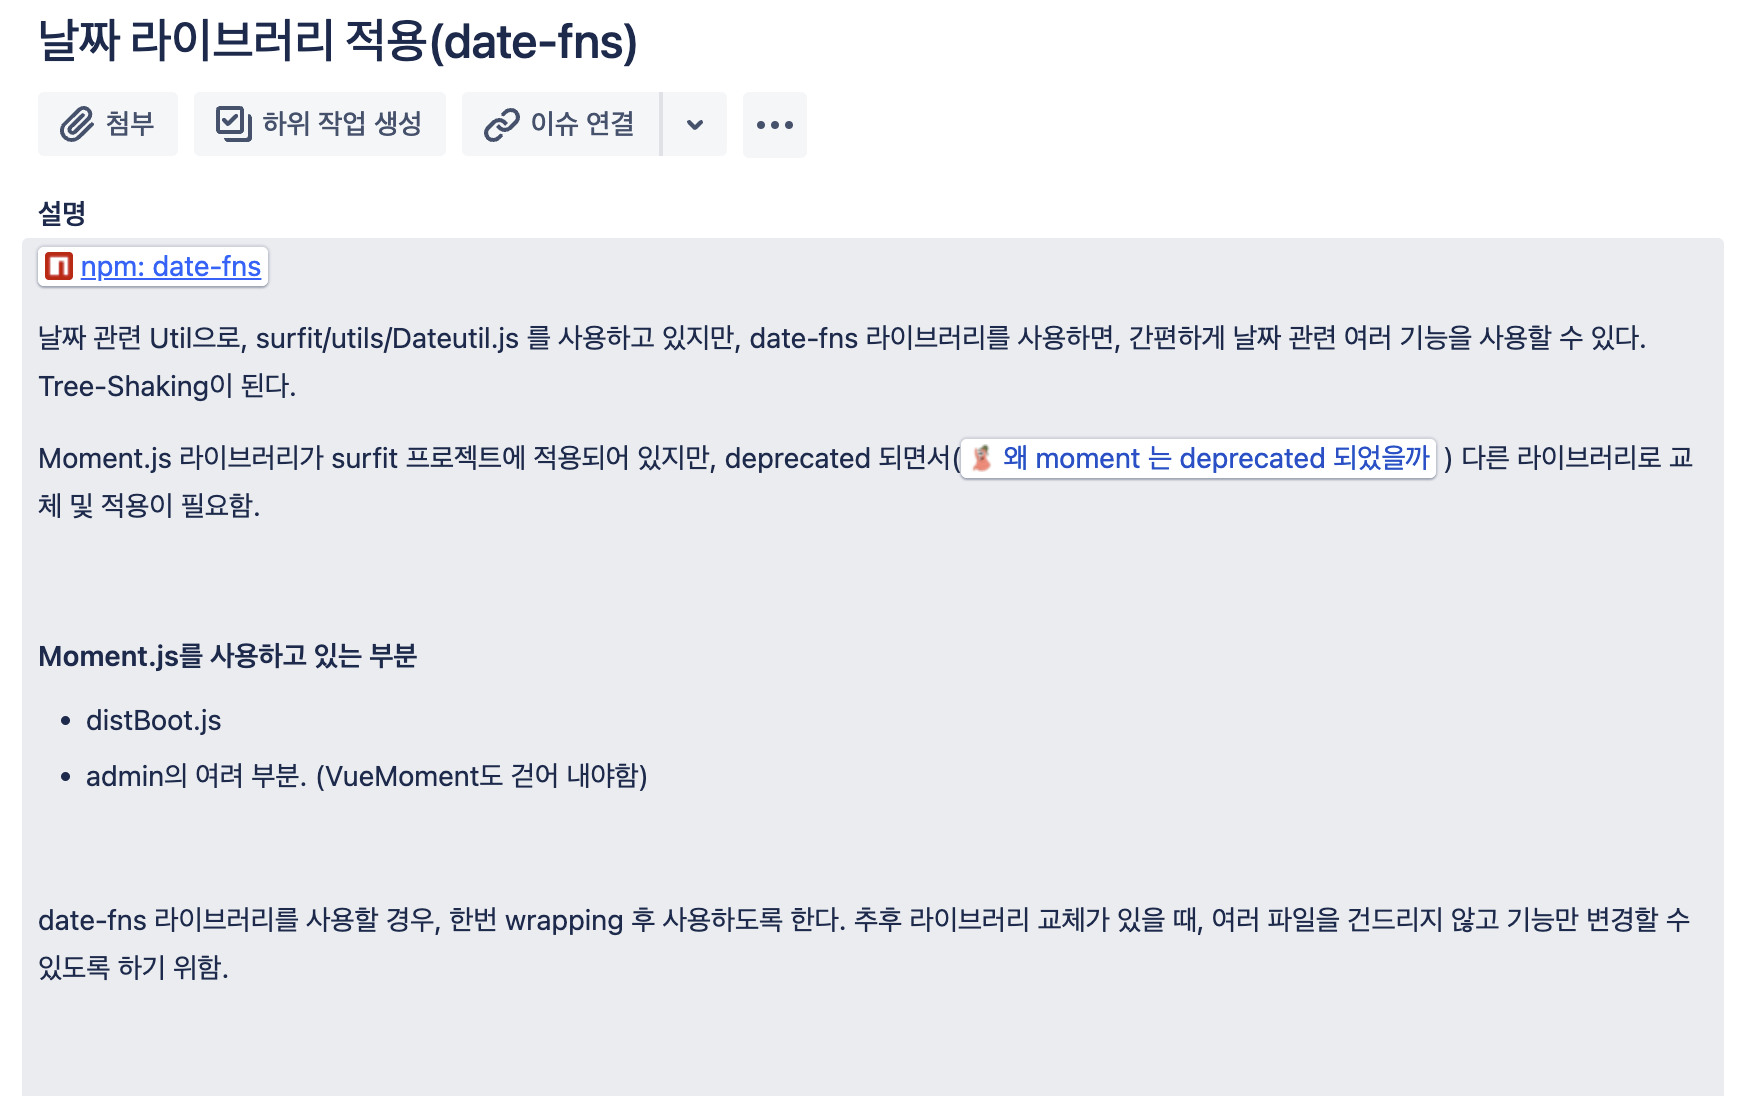 날짜 라이브러리 적용(date-fns)
첨부
하위 작업 생성
이슈 연결
설명
npm: date-fns
날짜 관련 Util으로, surfit/utils/Dateutil.js 를 사용하고 있지만, date-fns 라이브러리를 사용하면, 간편하게 날짜 관련 여러 기능을 사용할 수 있다.
Tree-Shaking이 된다.
Moment.js 라이브러리가 surfit 프로젝트에 적용되어 있지만, deprecated 되면서( 왜 moment 는 deprecated 되었을까 ) 다른 라이브러리로 교
체 및 적용이 필요함.
Moment.js를 사용하고 있는 부분
• distBoot.js
• admin의 여려 부분. (VueMoment도 걷어 내야함)
date-fns 라이브러리를 사용할 경우, 한번 wrapping 후 사용하도록 한다. 추후 라이브러리 교체가 있을 때, 여러 파일을 건드리지 않고 기능만 변경할 수
있도록 하기 위함.